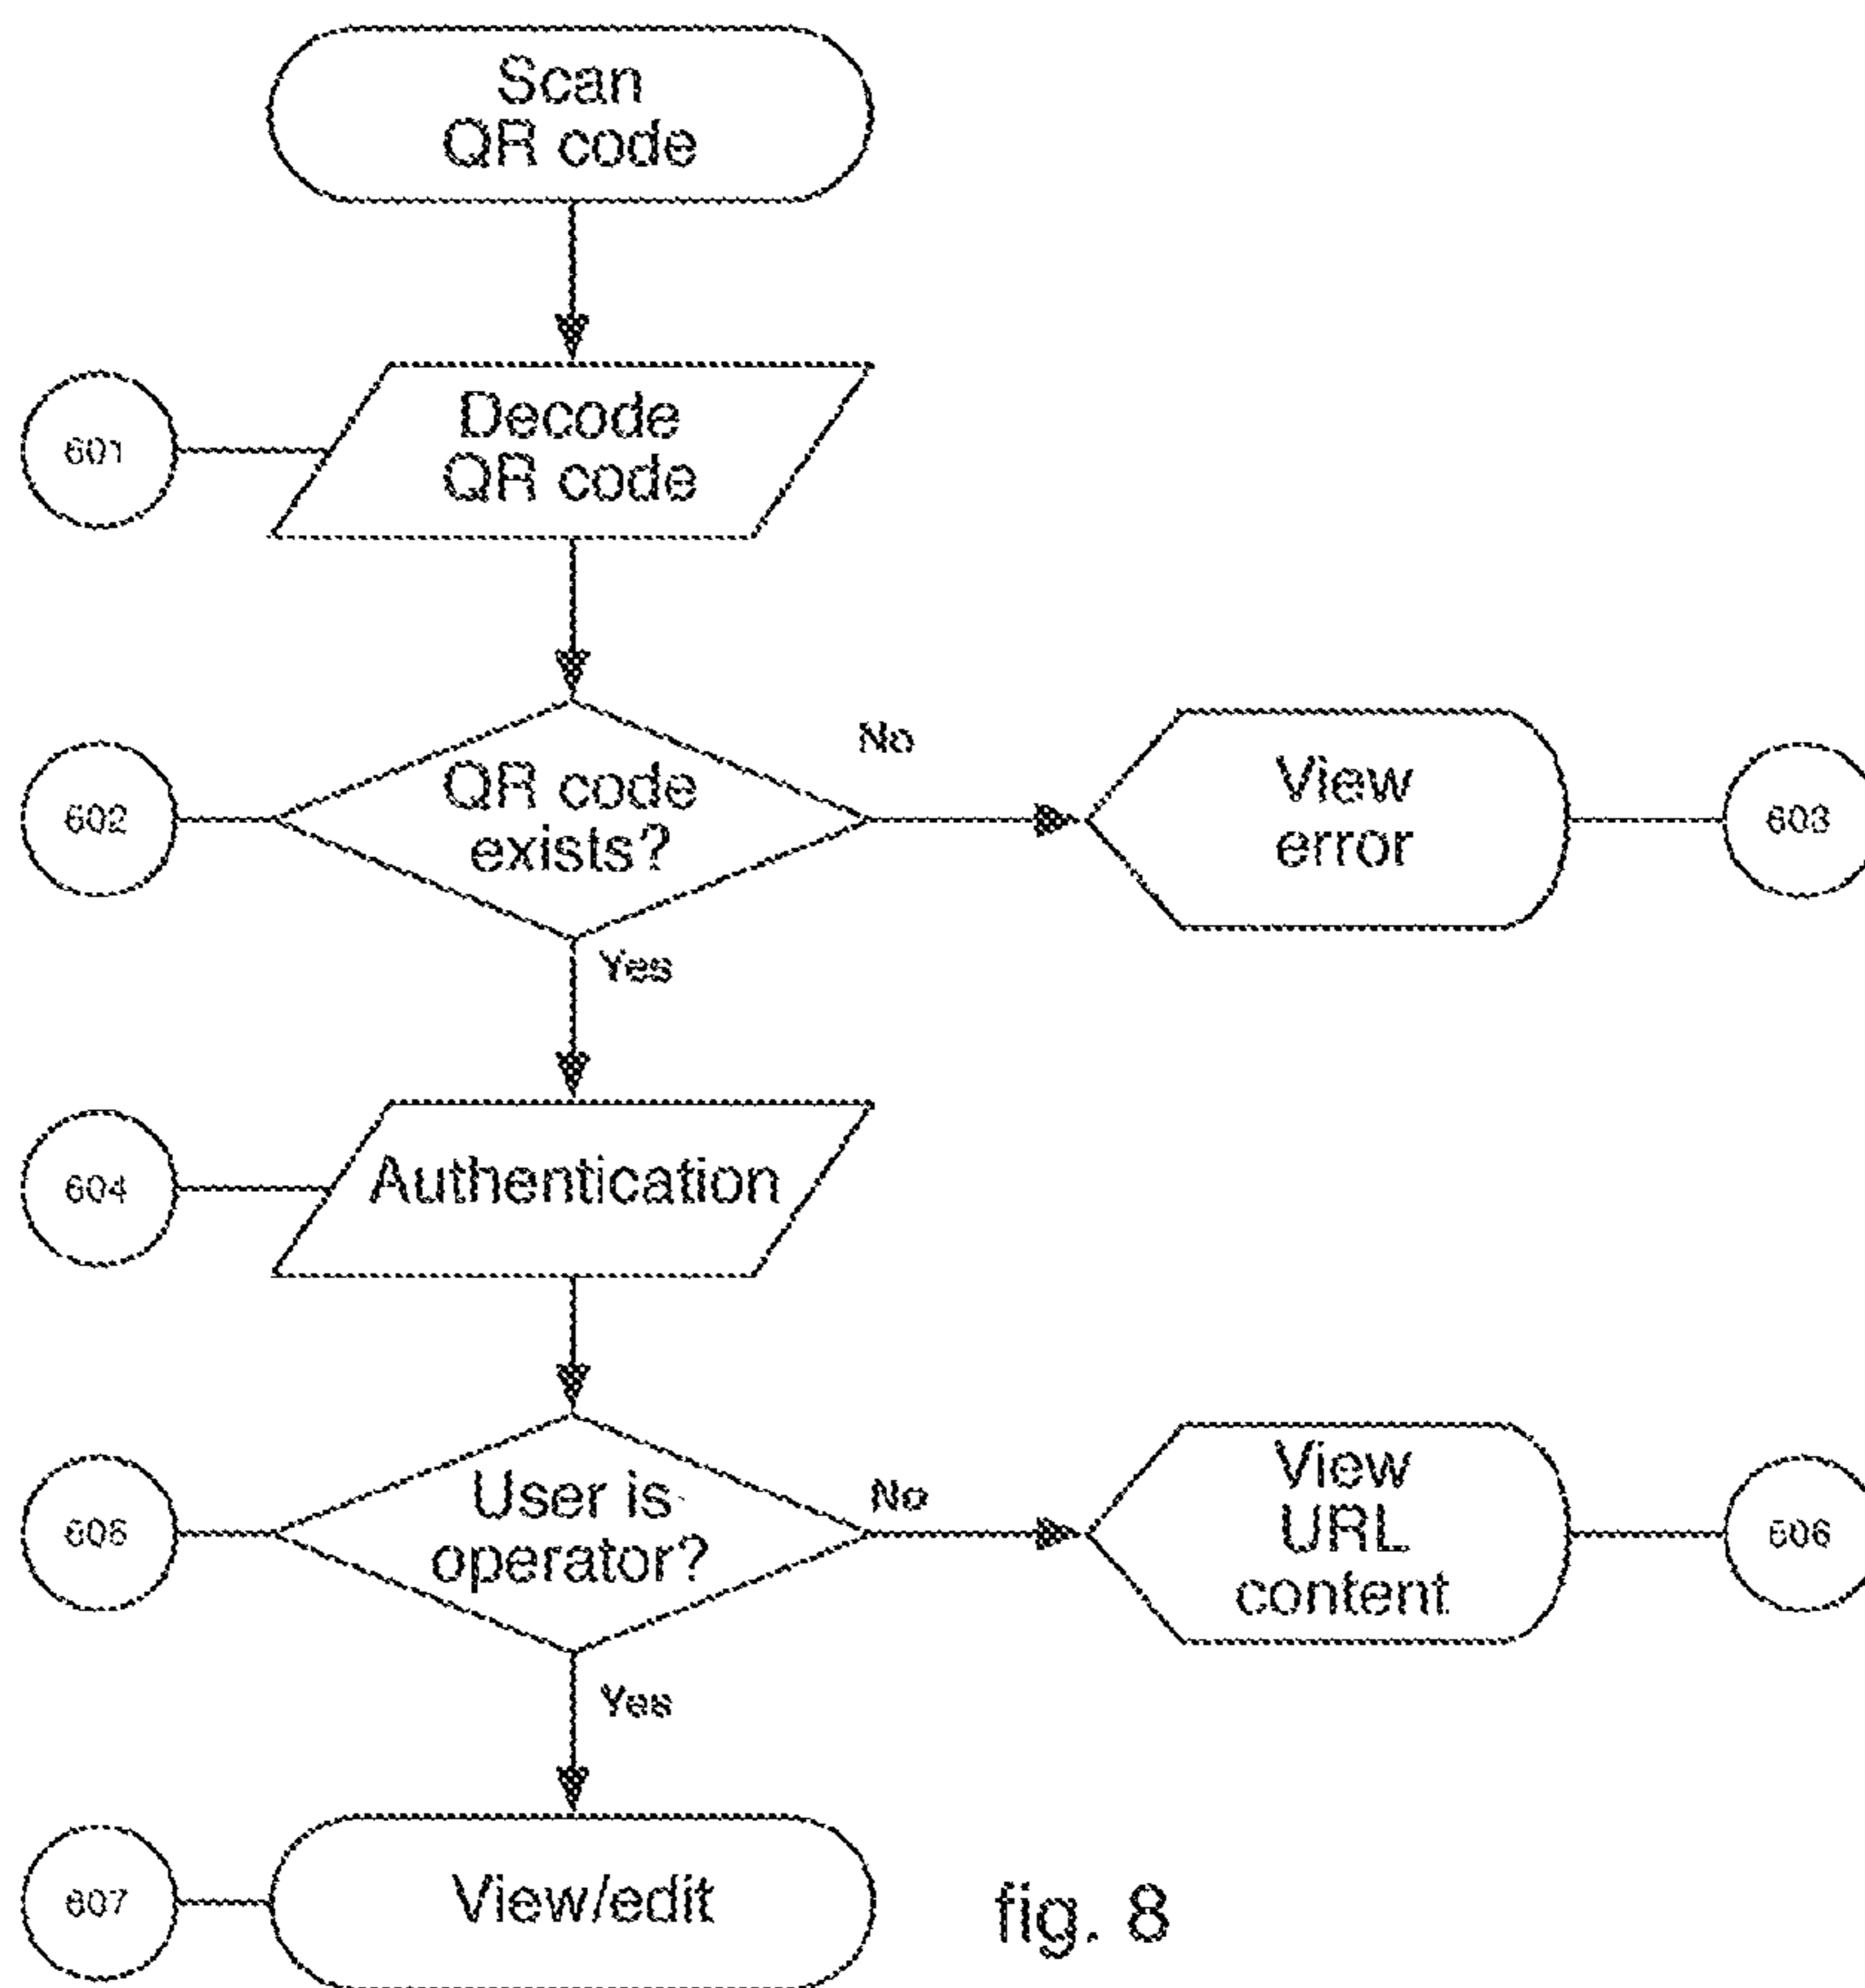 Scan
QR code
601
Decode
QR code
602
QR code
exists?
No
View
error
603
Yes
604
Authentication
605
User is
operator?
No
View
URL
content
606
Yes
607
View/edit
fig. 8